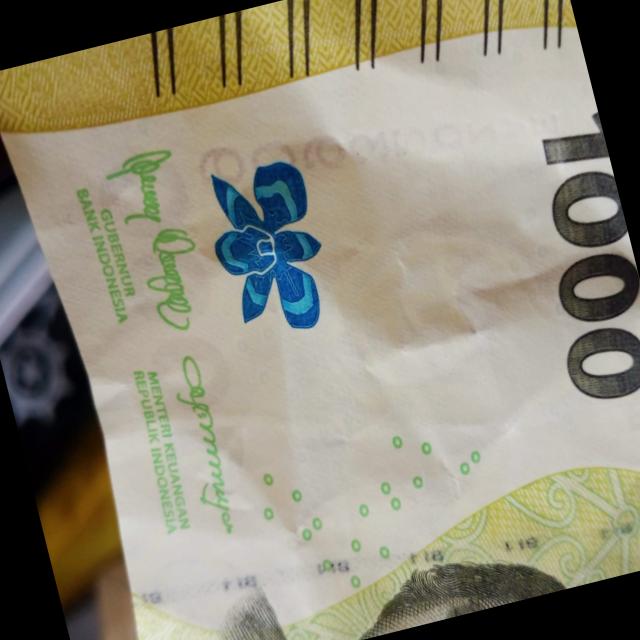 1000
GUBERNUR
BANK INDONESIA
MENTERI KEUANGAN
REPUBLIK INDONESIA